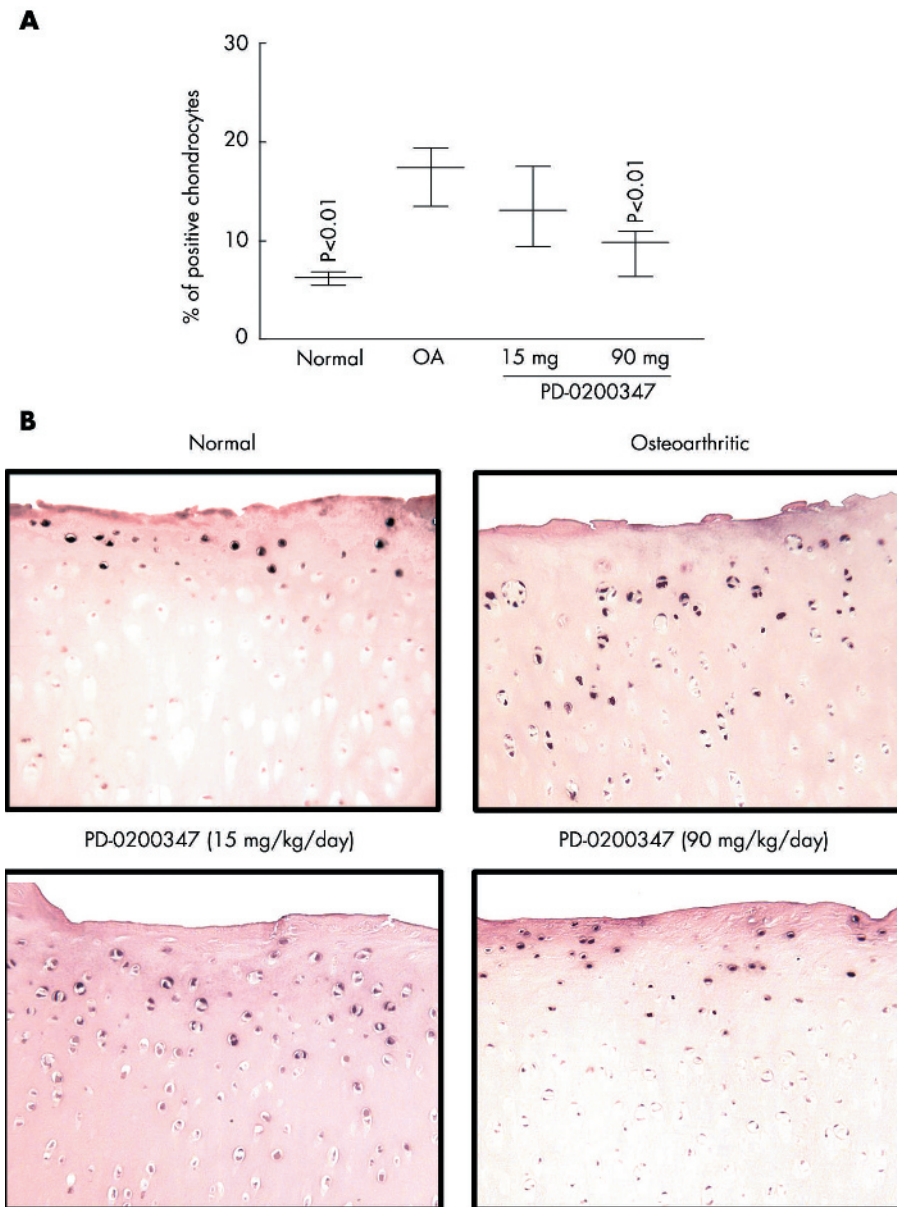 A
30
20
10
0
% of positive chondrocytes
P<0.01
P<0.01
Normal
OA
15 mg
90 mg
PD-0200347
B
Normal
Osteoarthritic
PD-0200347 (15 mg/kg/day)
PD-0200347 (90 mg/kg/day)